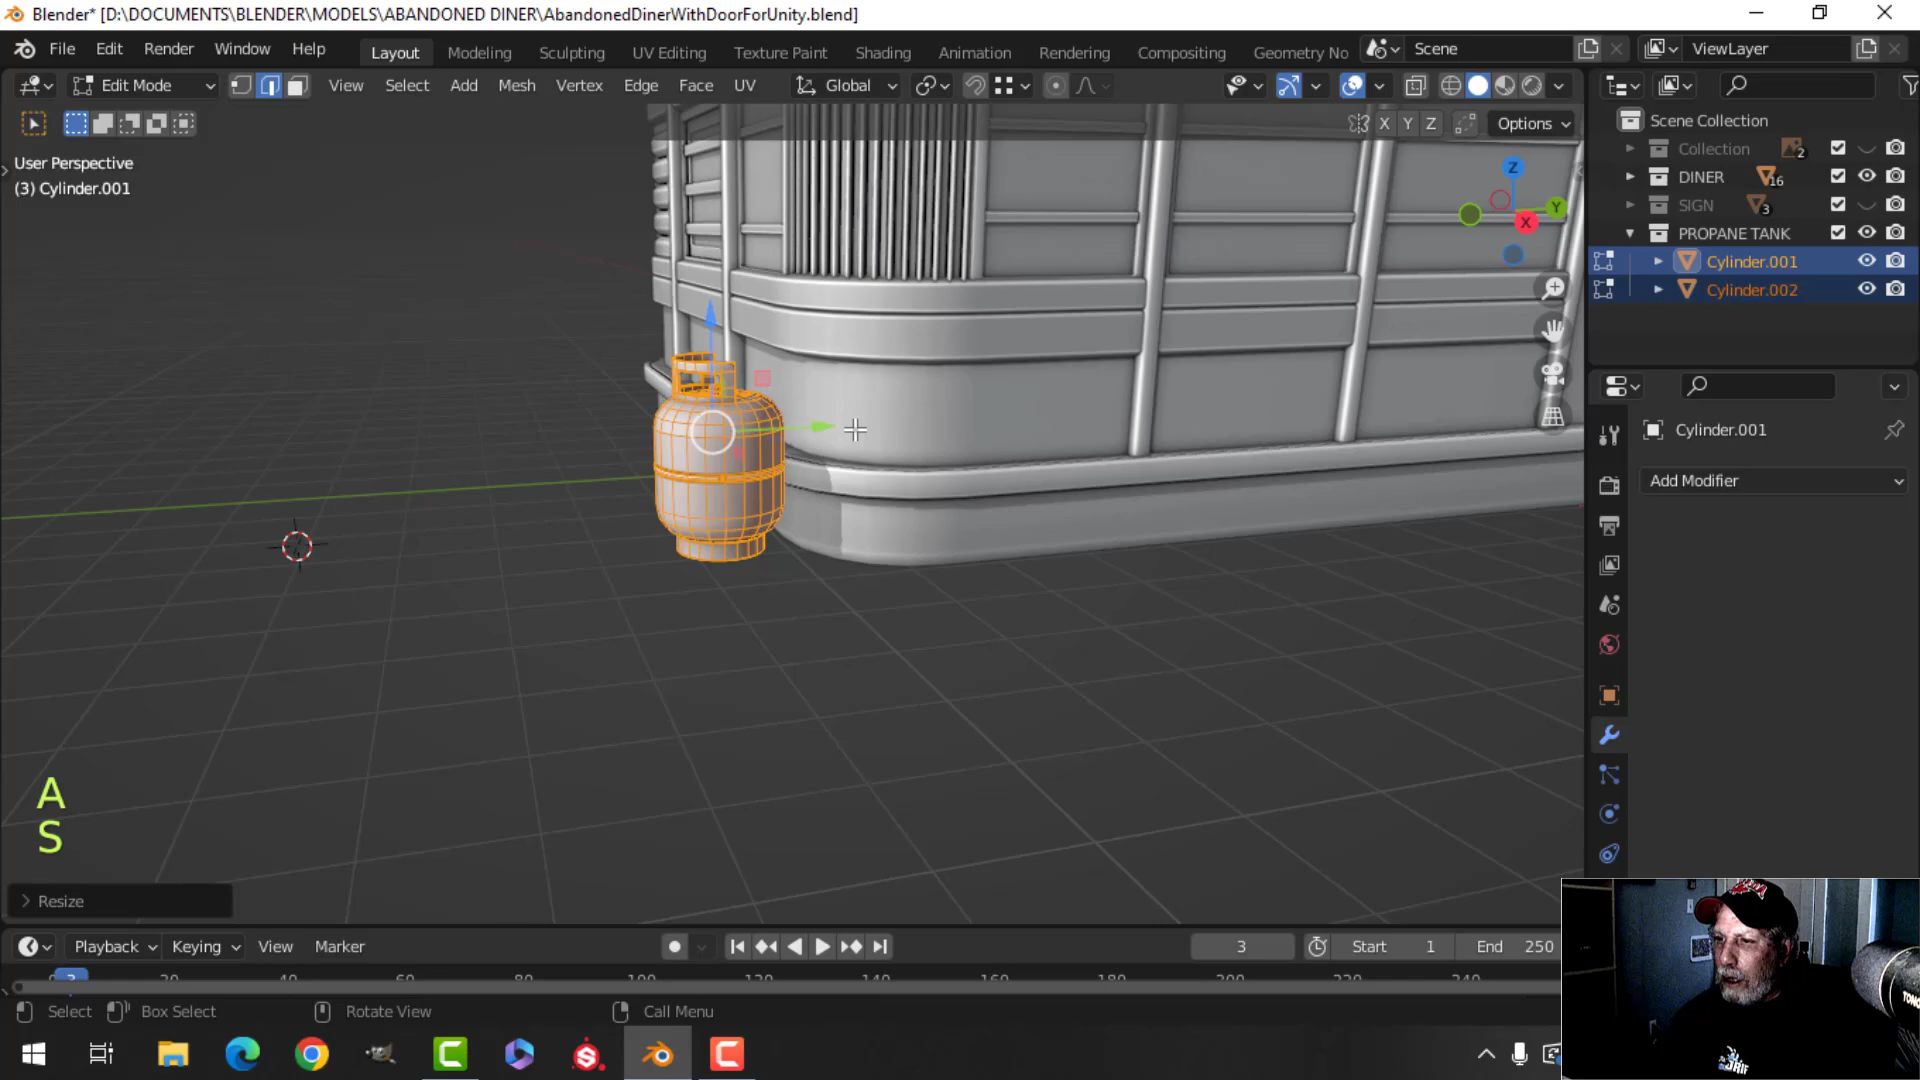 Blender* [D:\DOCUMENTS\BLENDER\MODELS\ABANDONED DINER\AbandonedDinerWithDoorForUnity.blend]
File Edit Render Window Help Layout Modeling Sculpting UV Editing Texture Paint Shading Animation Rendering Compositing Geometry No Scene ViewLayer
Edit Mode View Select Add Mesh Vertex Edge Face UV Global
X Y Z Options
User Perspective
(3) Cylinder.001
Z
Y
X
Scene Collection
Collection 2
DINER 16
SIGN 3
PROPANE TANK
Cylinder.001
Cylinder.002
Cylinder.001
Add Modifier
A
S
Resize
Playback Keying View Marker 3 Start 1 End 250
Select Box Select Rotate View Call Menu